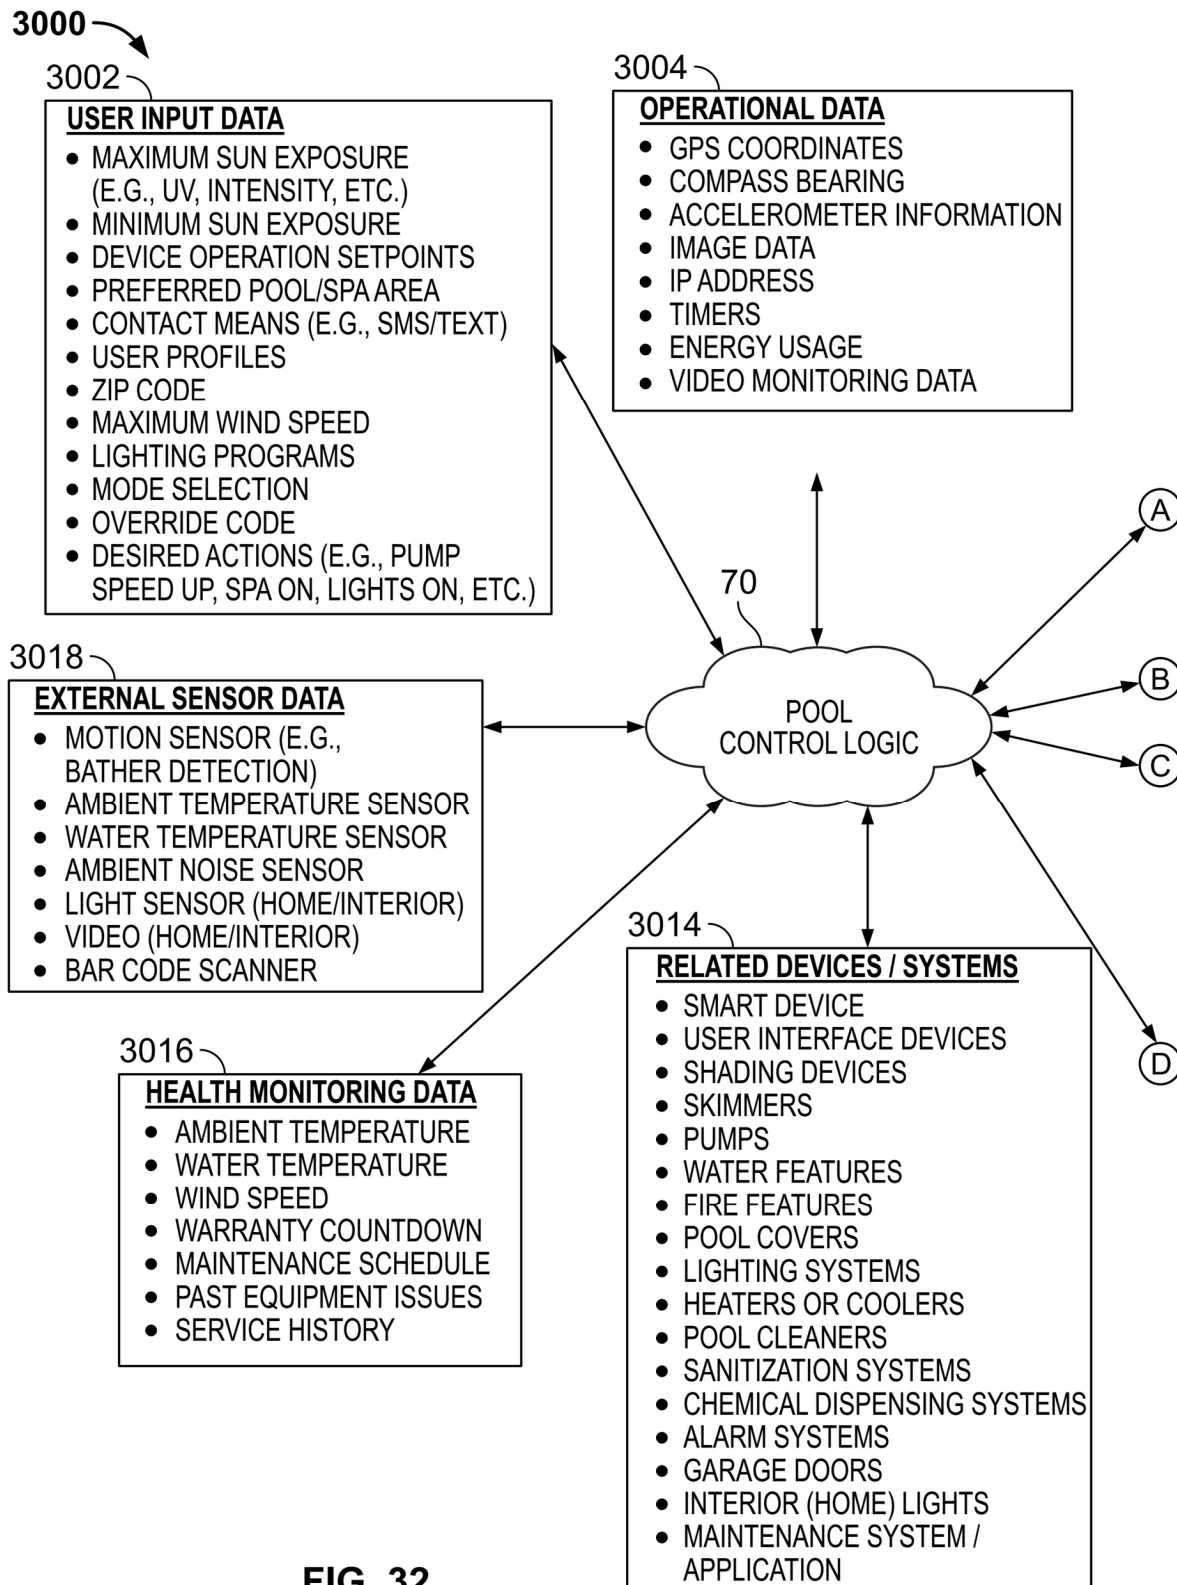 3000
3002
USER INPUT DATA
• MAXIMUM SUN EXPOSURE
(E.G., UV, INTENSITY, ETC.)
• MINIMUM SUN EXPOSURE
• DEVICE OPERATION SETPOINTS
• PREFERRED POOL/SPA AREA
• CONTACT MEANS (E.G., SMS/TEXT)
• USER PROFILES
• ZIP CODE
• MAXIMUM WIND SPEED
• LIGHTING PROGRAMS
• MODE SELECTION
• OVERRIDE CODE
• DESIRED ACTIONS (E.G., PUMP
SPEED UP, SPA ON, LIGHTS ON, ETC.)
3004
OPERATIONAL DATA
• GPS COORDINATES
• COMPASS BEARING
• ACCELEROMETER INFORMATION
• IMAGE DATA
• IP ADDRESS
• TIMERS
• ENERGY USAGE
• VIDEO MONITORING DATA
70
POOL
CONTROL LOGIC
A
B
C
D
3018
EXTERNAL SENSOR DATA
• MOTION SENSOR (E.G.,
BATHER DETECTION)
• AMBIENT TEMPERATURE SENSOR
• WATER TEMPERATURE SENSOR
• AMBIENT NOISE SENSOR
• LIGHT SENSOR (HOME/INTERIOR)
• VIDEO (HOME/INTERIOR)
• BAR CODE SCANNER
3016
HEALTH MONITORING DATA
• AMBIENT TEMPERATURE
• WATER TEMPERATURE
• WIND SPEED
• WARRANTY COUNTDOWN
• MAINTENANCE SCHEDULE
• PAST EQUIPMENT ISSUES
• SERVICE HISTORY
3014
RELATED DEVICES / SYSTEMS
• SMART DEVICE
• USER INTERFACE DEVICES
• SHADING DEVICES
• SKIMMERS
• PUMPS
• WATER FEATURES
• FIRE FEATURES
• POOL COVERS
• LIGHTING SYSTEMS
• HEATERS OR COOLERS
• POOL CLEANERS
• SANITIZATION SYSTEMS
• CHEMICAL DISPENSING SYSTEMS
• ALARM SYSTEMS
• GARAGE DOORS
• INTERIOR (HOME) LIGHTS
• MAINTENANCE SYSTEM /
APPLICATION
FIG. 32